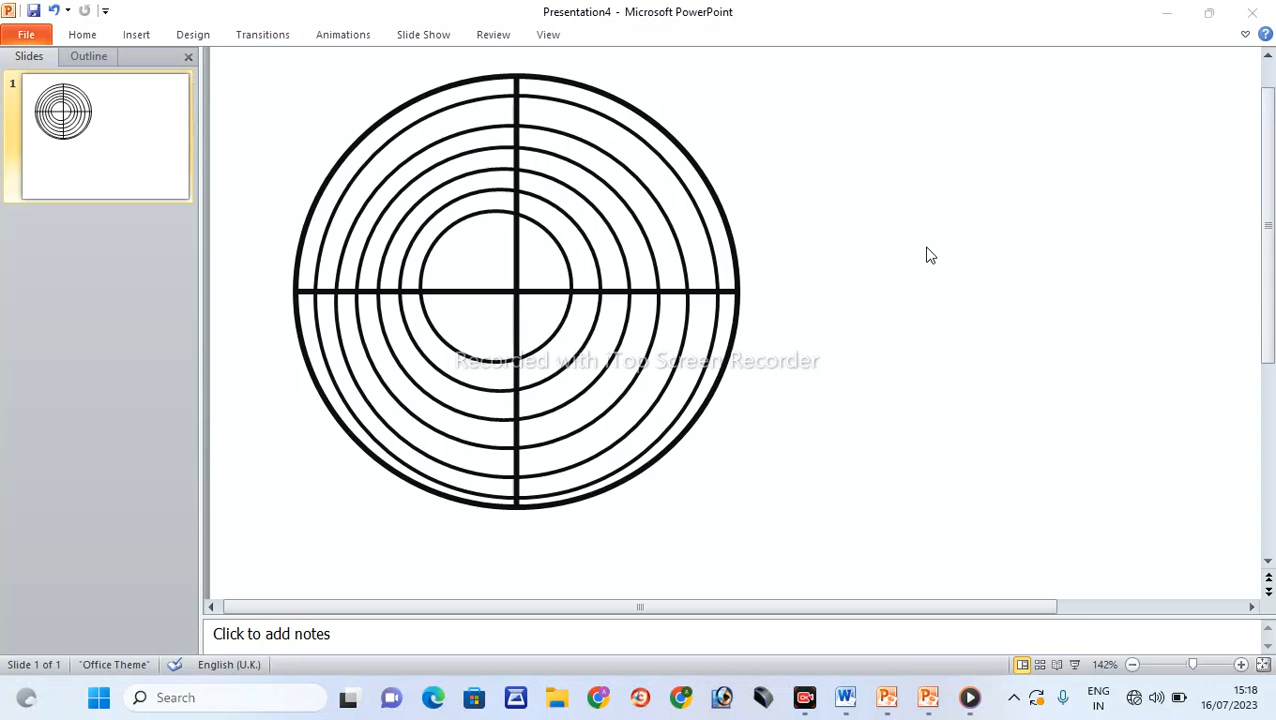 Presentation4 - Microsoft PowerPoint
File Home Insert Design Transitions Animations Slide Show Review View
Slides Outline
1
Recorded with iTop Screen Recorder
Click to add notes
Slide 1 of 1 "Office Theme" English (U.K.) 142%
Search ENG 15:18
IN 16/07/2023